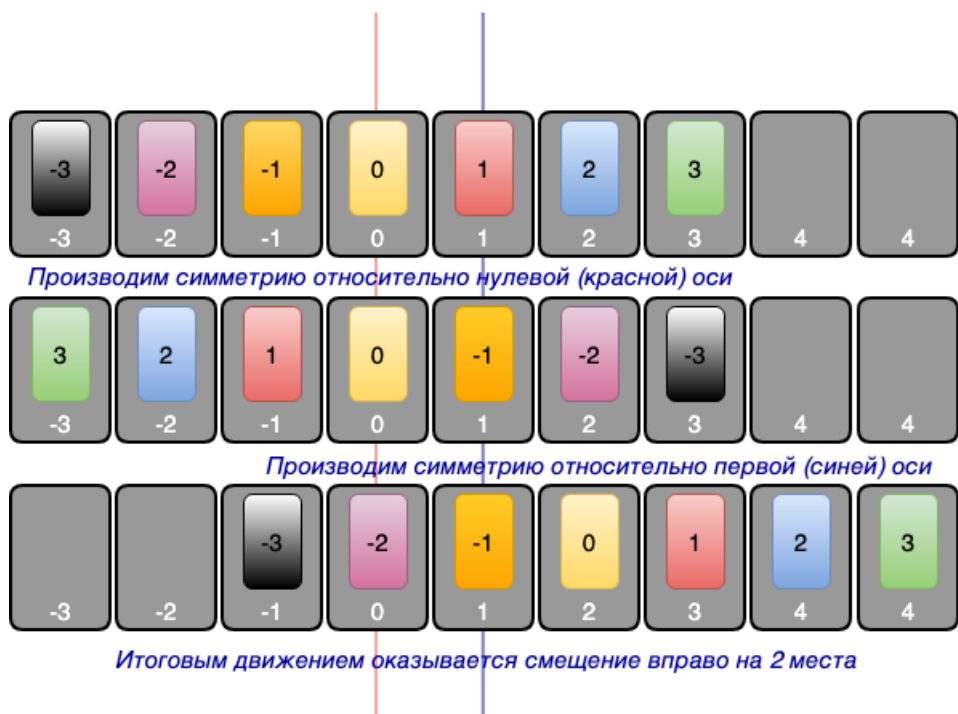 -3 -2 -1 0 1 2 3
-3 -2 -1 0 1 2 3 4 4
Производим симметрию относительно нулевой (красной) оси
3 2 1 0 -1 -2 -3
-3 -2 -1 0 1 2 3 4 4
Производим симметрию относительно первой (синей) оси
-3 -2 -1 0 1 2 3
-3 -2 -1 0 1 2 3 4 4
Итоговым движением оказывается смещение вправо на 2 места